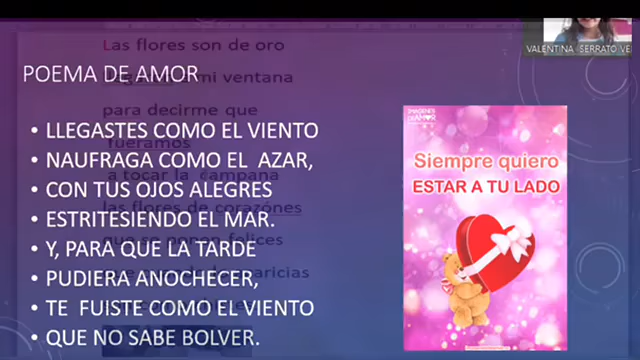 VALENTINA SERRATO VE
Las flores son de oro
mi ventana
POEMA DE AMOR
para decirme que
fuéramos
a tocar la campana
las flores de corazones
felices
• LLEGASTES COMO EL VIENTO
• NAUFRAGA COMO EL AZAR,
• CON TUS OJOS ALEGRES
• ESTRITESIENDO EL MAR.
• Y, PARA QUE LA TARDE
• PUDIERA ANOCHECER,
• TE FUISTE COMO EL VIENTO
• QUE NO SABE BOLVER.
IMÁGENES
DE AMOR
Siempre quiero
ESTAR A TU LADO